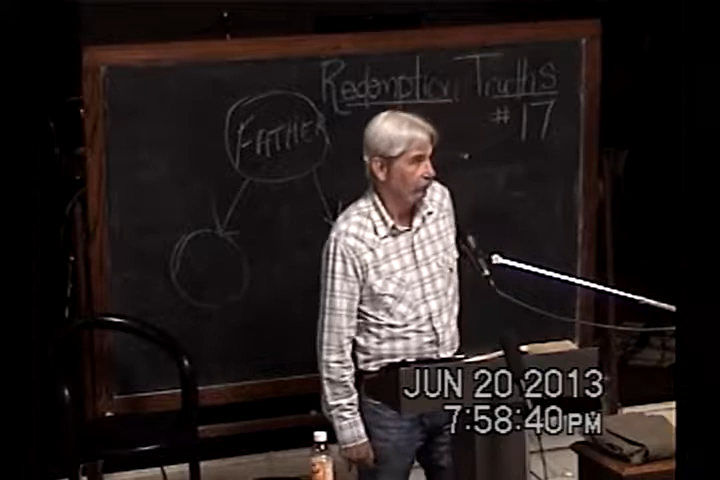 Redemption Truths
#17
FATHER
JUN 20 2013
7:58:40PM